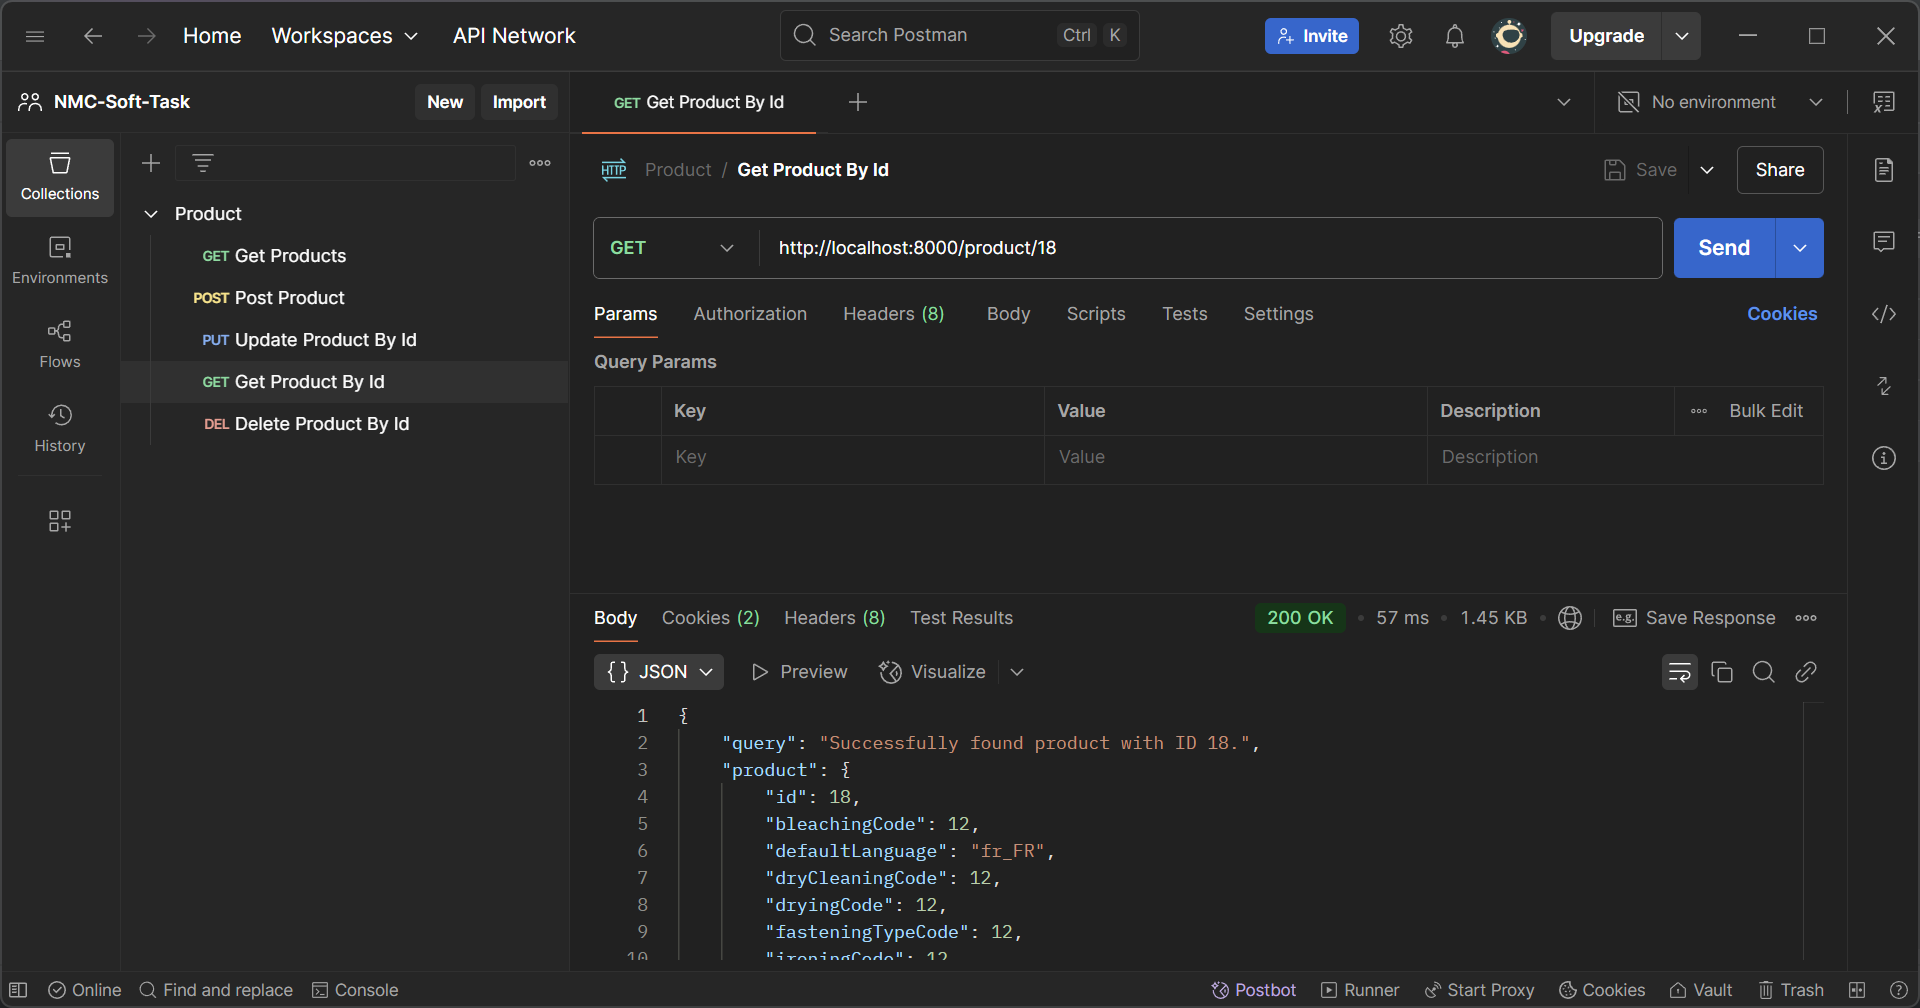 Home Workspaces API Network Search Postman Ctrl K Invite Upgrade
NMC-Soft-Task New Import GET Get Product By Id No environment
Collections
Environments
Flows
History
Product
GET Get Products
POST Post Product
PUT Update Product By Id
GET Get Product By Id
DEL Delete Product By Id
HTTP Product / Get Product By Id Save Share
GET http://localhost:8000/product/18 Send
Params Authorization Headers (8) Body Scripts Tests Settings Cookies
Query Params
Key Value Description Bulk Edit
Key Value Description
Body Cookies (2) Headers (8) Test Results 200 OK • 57 ms • 1.45 KB • e.g. Save Response
{} JSON Preview Visualize
1 {
2 "query": "Successfully found product with ID 18.",
3 "product": {
4 "id": 18,
5 "bleachingCode": 12,
6 "defaultLanguage": "fr_FR",
7 "dryCleaningCode": 12,
8 "dryingCode": 12,
9 "fasteningTypeCode": 12,
10 "ironingCode": 12
Online Find and replace Console Postbot Runner Start Proxy Cookies Vault Trash